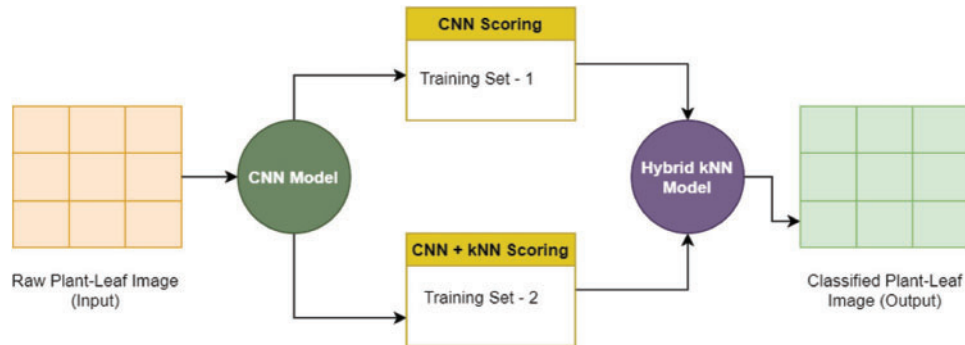 CNN Scoring
Training Set - 1
CNN Model
Hybrid kNN
Model
CNN + kNN Scoring
Training Set - 2
Raw Plant-Leaf Image
(Input)
Classified Plant-Leaf
Image (Output)